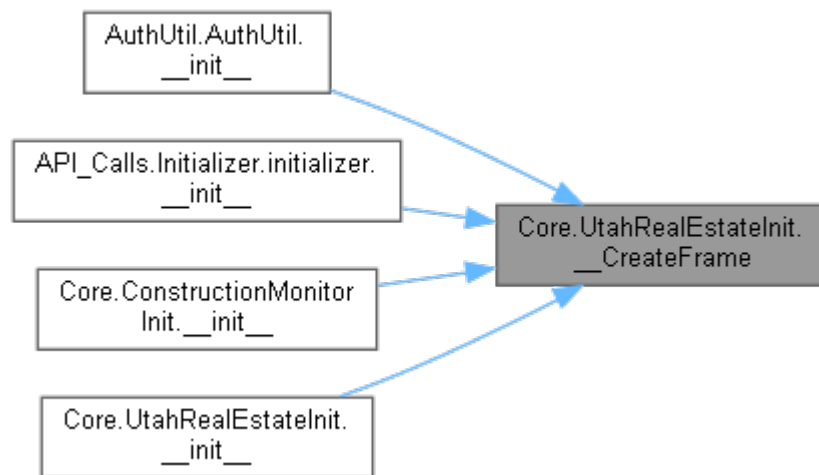 AuthUtil.AuthUtil.
__init__
API_Calls.Initializer.initializer.
__init__
Core.ConstructionMonitor
Init.__init__
Core.UtahRealEstateInit.
__init__
Core.UtahRealEstateInit.
__CreateFrame